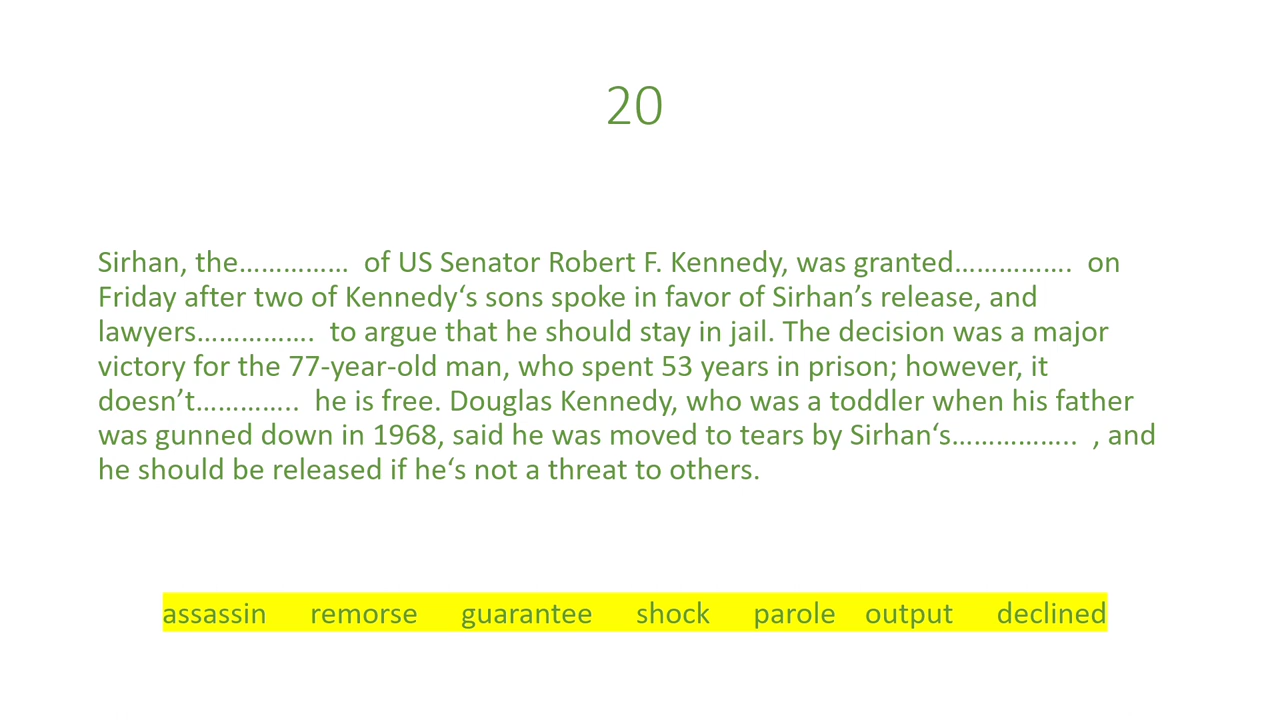 20
Sirhan, the…………… of US Senator Robert F. Kennedy, was granted……………. on
Friday after two of Kennedy‘s sons spoke in favor of Sirhan’s release, and
lawyers……………. to argue that he should stay in jail. The decision was a major
victory for the 77-year-old man, who spent 53 years in prison; however, it
doesn’t………….. he is free. Douglas Kennedy, who was a toddler when his father
was gunned down in 1968, said he was moved to tears by Sirhan‘s…………….. , and
he should be released if he‘s not a threat to others.
assassin remorse guarantee shock parole output declined